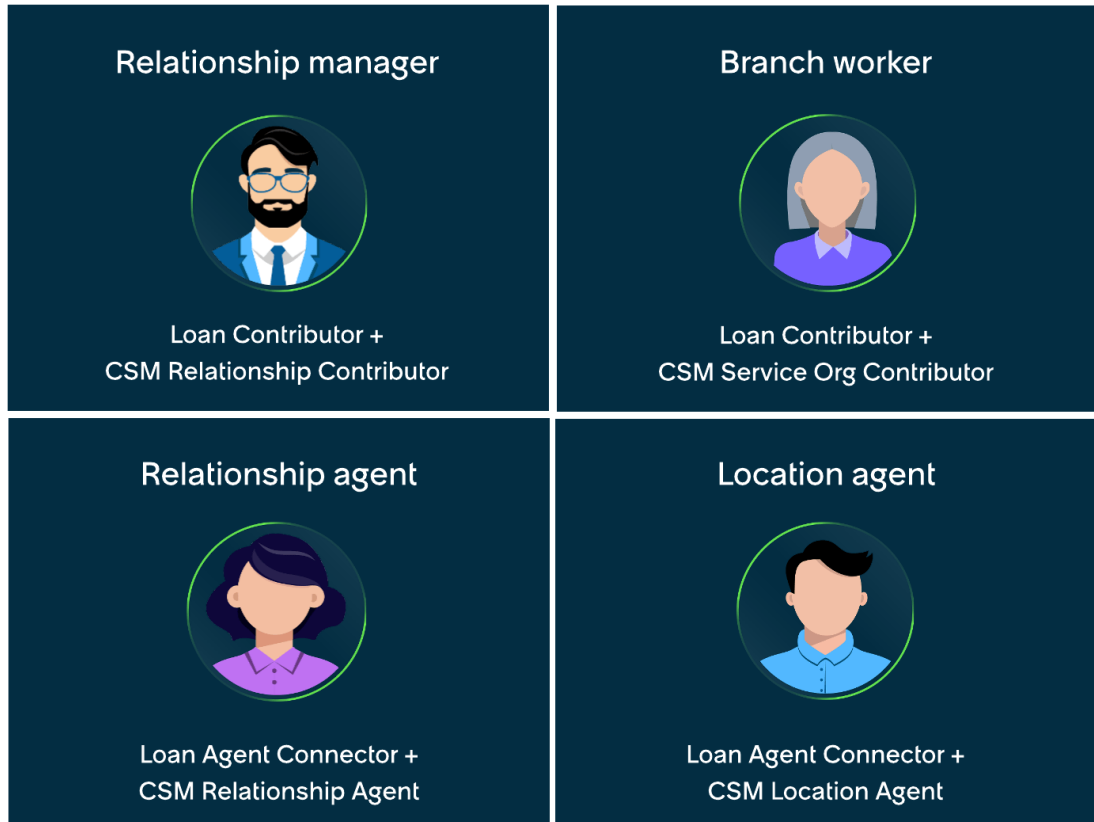 Relationship manager
Loan Contributor +
CSM Relationship Contributor
Branch worker
Loan Contributor +
CSM Service Org Contributor
Relationship agent
Loan Agent Connector +
CSM Relationship Agent
Location agent
Loan Agent Connector +
CSM Location Agent